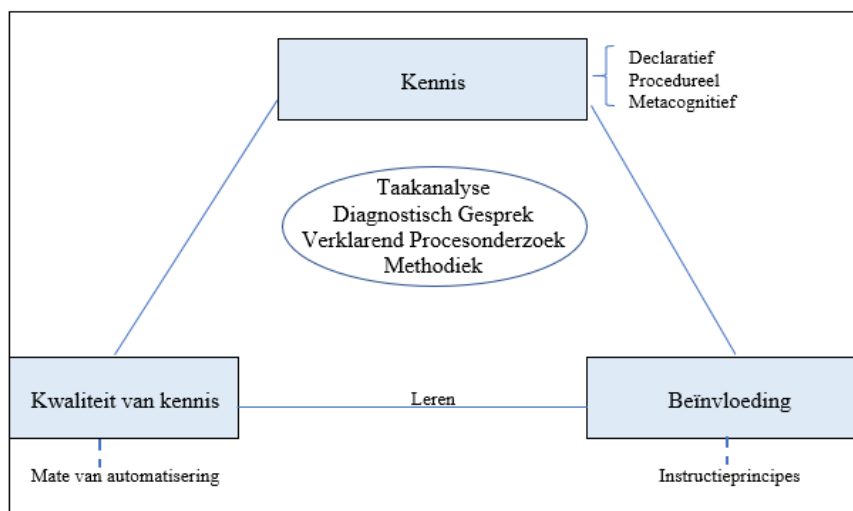 Kennis
Declaratief
Procedureel
Metacognitief
Taakanalyse
Diagnostisch Gesprek
Verklarend Procesonderzoek
Methodiek
Kwaliteit van kennis
Leren
Beïnvloeding
Mate van automatisering
Instructieprincipes